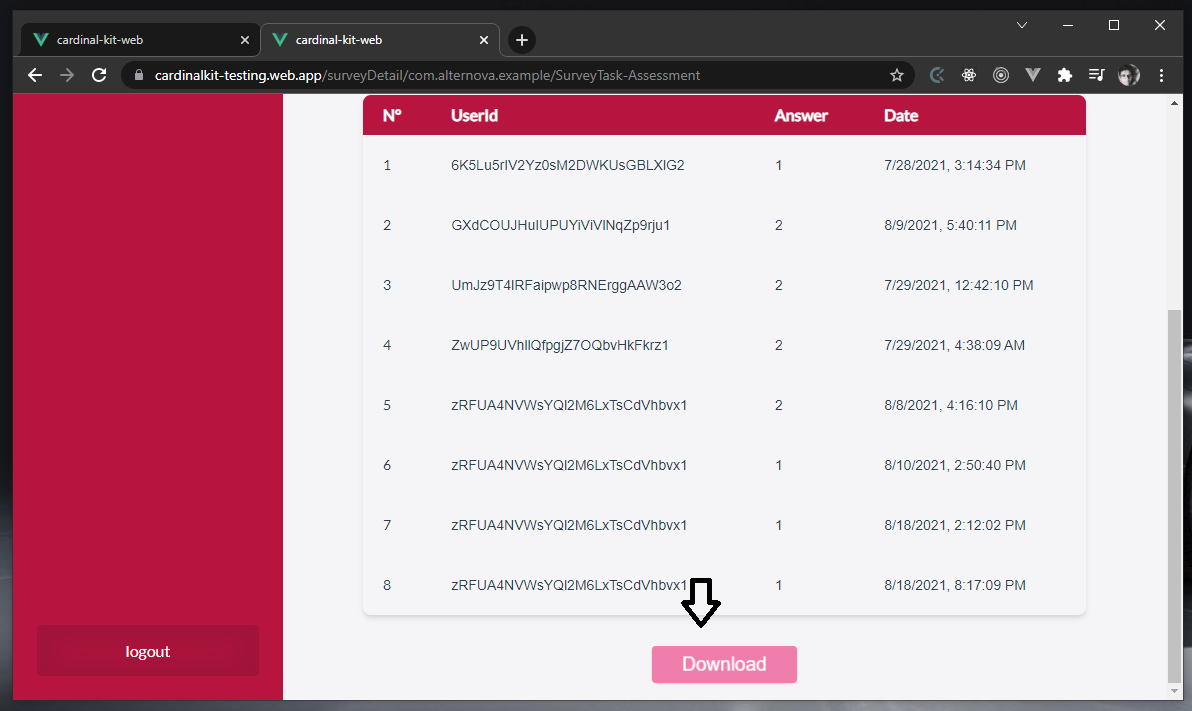 cardinal-kit-web
cardinal-kit-web
cardinalkit-testing.web.app/surveyDetail/com.alternova.example/SurveyTask-Assessment
Nº UserId Answer Date
1 6K5Lu5rIV2Yz0sM2DWKUsGBLXIG2 1 7/28/2021, 3:14:34 PM
2 GXdCOUJHuIUPUYiViVlNqZp9rju1 2 8/9/2021, 5:40:11 PM
3 UmJz9T4IRFaipwp8RNErggAAW3o2 2 7/29/2021, 12:42:10 PM
4 ZwUP9UVhIlQfpgjZ7OQbvHkFkrz1 2 7/29/2021, 4:38:09 AM
5 zRFUA4NVWsYQI2M6LxTsCdVhbvx1 2 8/8/2021, 4:16:10 PM
6 zRFUA4NVWsYQI2M6LxTsCdVhbvx1 1 8/10/2021, 2:50:40 PM
7 zRFUA4NVWsYQI2M6LxTsCdVhbvx1 1 8/18/2021, 2:12:02 PM
8 zRFUA4NVWsYQI2M6LxTsCdVhbvx1 1 8/18/2021, 8:17:09 PM
logout
Download